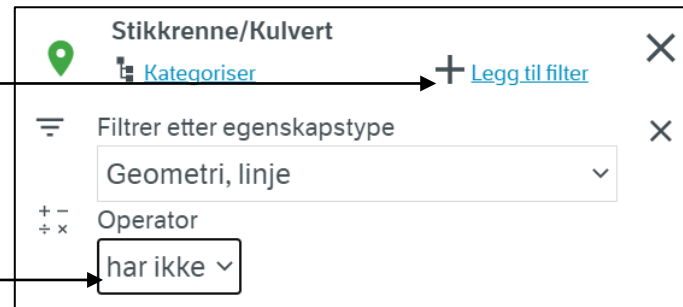 Stikkrenne/Kulvert
Kategoriser Legg til filter
Filtrer etter egenskapstype
Geometri, linje
Operator
har ikke